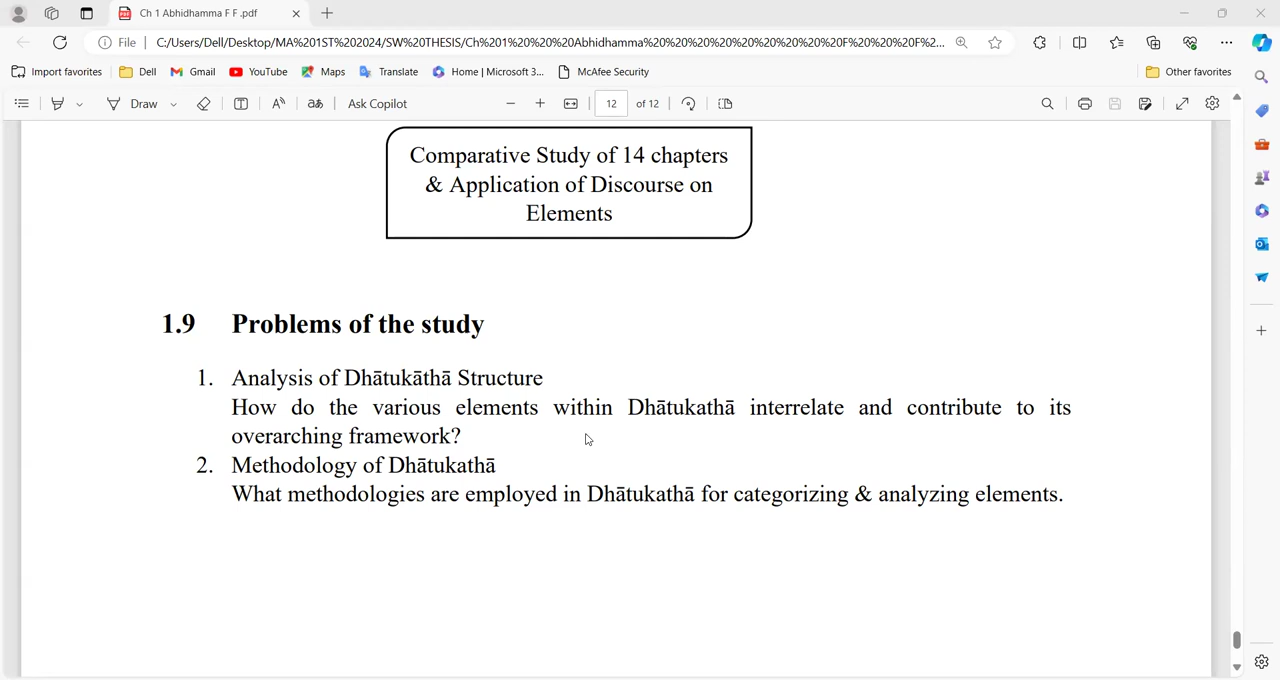 Ch 1 Abhidhamma F F .pdf
File
C:/Users/Dell/Desktop/MA%201ST%202024/SW%20THESIS/Ch%201%20%20%20Abhidhamma%20%20%20%20%20%20%20%20%20%20F%20%20%20F%2...
Import favorites
Dell
Gmail
YouTube
Maps
Translate
Home | Microsoft 3...
McAfee Security
Other favorites
Draw
Ask Copilot
12
of 12
Comparative Study of 14 chapters
& Application of Discourse on
Elements
1.9 Problems of the study
1. Analysis of Dhātukāthā Structure
How do the various elements within Dhātukathā interrelate and contribute to its
overarching framework?
2. Methodology of Dhātukathā
What methodologies are employed in Dhātukathā for categorizing & analyzing elements.